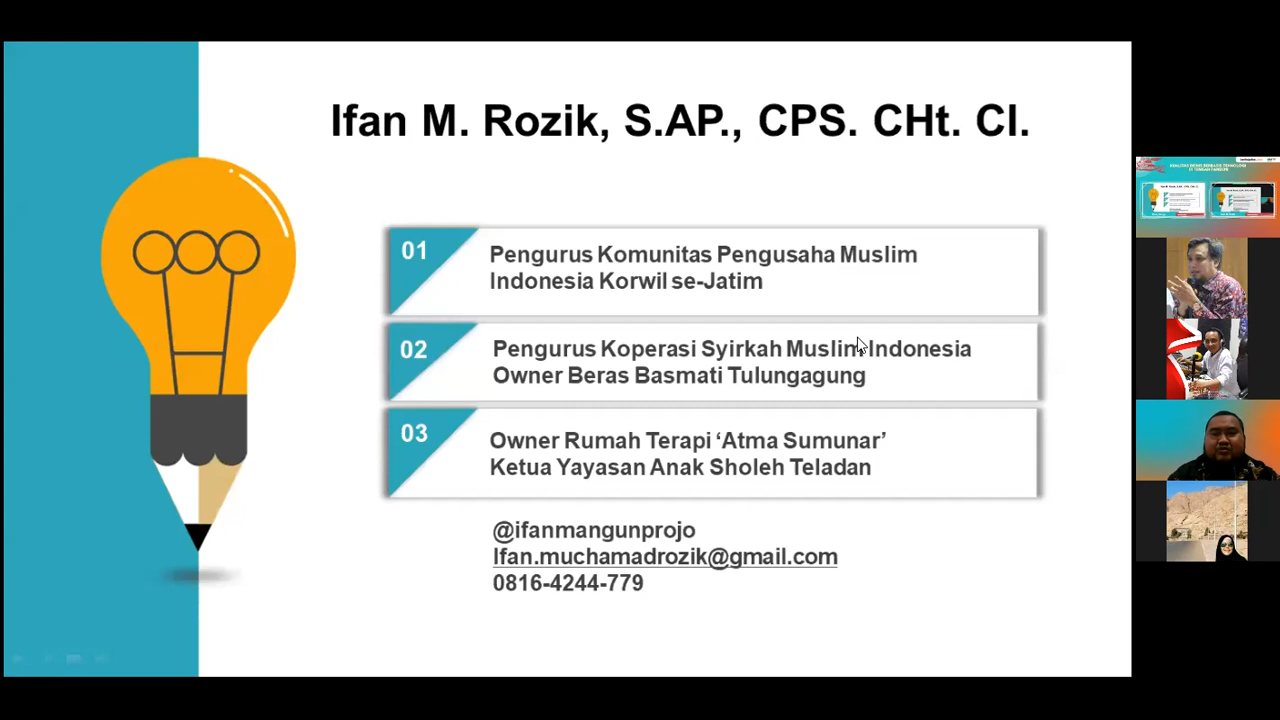 Ifan M. Rozik, S.AP., CPS. CHt. CI.
01
Pengurus Komunitas Pengusaha Muslim
Indonesia Korwil se-Jatim
02
Pengurus Koperasi Syirkah Muslim Indonesia
Owner Beras Basmati Tulungagung
03
Owner Rumah Terapi ‘Atma Sumunar’
Ketua Yayasan Anak Sholeh Teladan
@ifanmangunprojo
Ifan.muchamadrozik@gmail.com
0816-4244-779